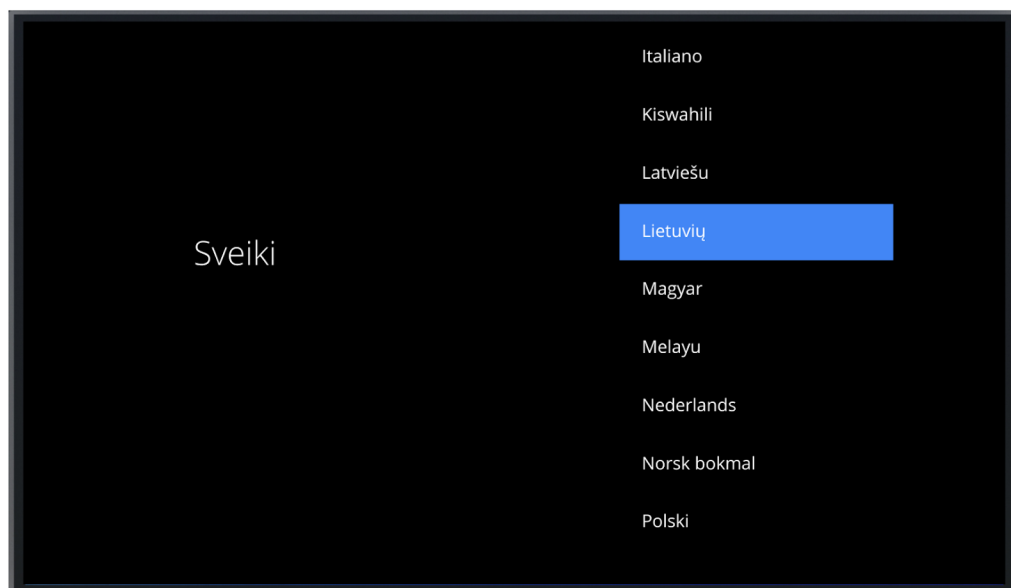 Sveiki
Italiano
Kiswahili
Latviešu
Lietuvių
Magyar
Melayu
Nederlands
Norsk bokmal
Polski